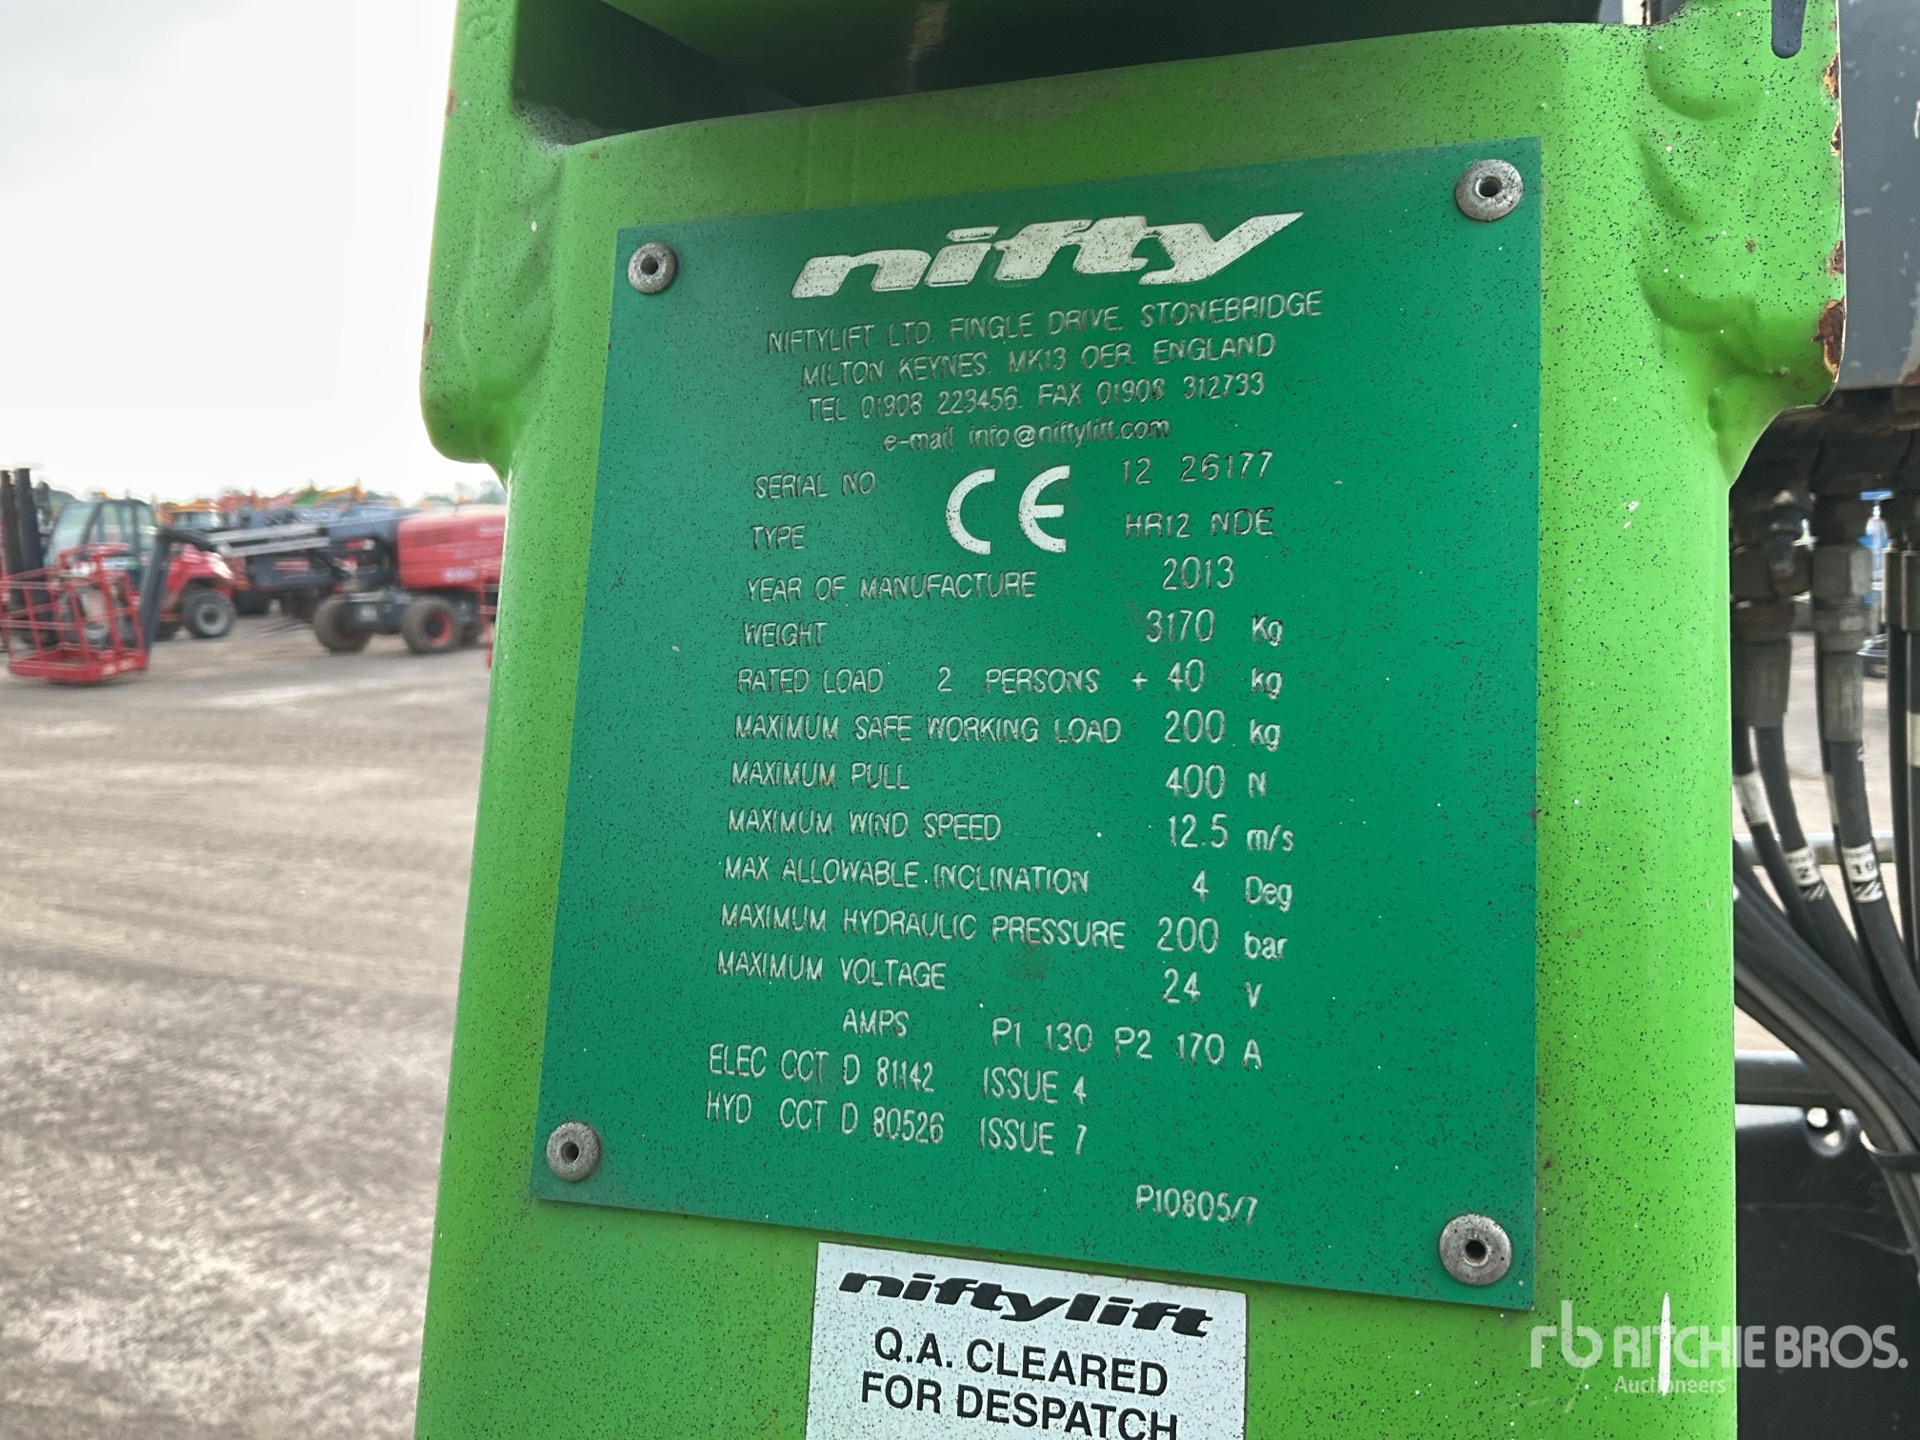 nifty
NIFTYLIFT LTD. FINGLE DRIVE. STONEBRIDGE
MILTON KEYNES. MK13 OER. ENGLAND
TEL 01908 223456. FAX 01908 312733
e-mail info@niftylift.com
SERIAL NO CE 12 26177
TYPE HR12 NDE
YEAR OF MANUFACTURE 2013
WEIGHT 3170 Kg
RATED LOAD 2 PERSONS + 40 kg
MAXIMUM SAFE WORKING LOAD 200 kg
MAXIMUM PULL 400 N
MAXIMUM WIND SPEED 12.5 m/s
MAX ALLOWABLE INCLINATION 4 Deg
MAXIMUM HYDRAULIC PRESSURE 200 bar
MAXIMUM VOLTAGE 24 V
AMPS P1 130 P2 170 A
ELEC CCT D 81142 ISSUE 4
HYD CCT D 80526 ISSUE 7
P10805/7
niftylift
Q.A. CLEARED
FOR DESPATCH
rb RITCHIE BROS.
Auctioneers